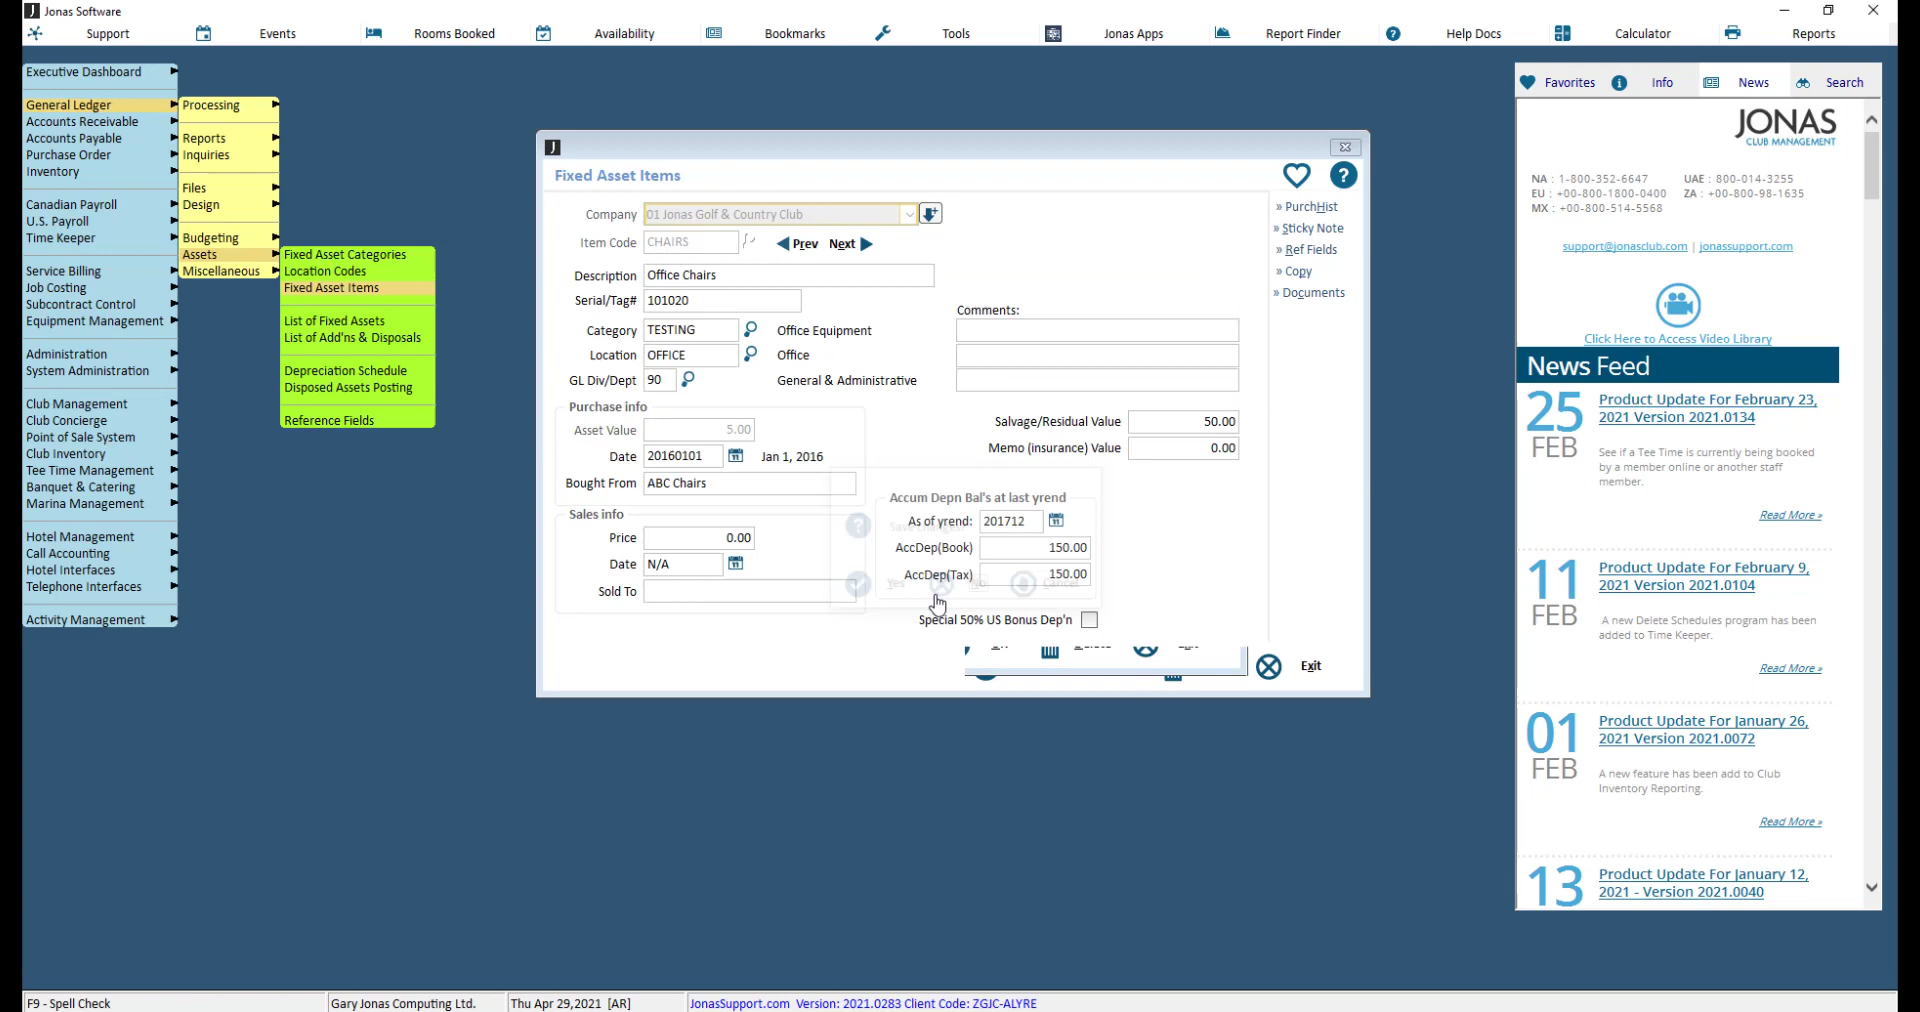 Jonas Software
Support Events Rooms Booked Availability Bookmarks Tools Jonas Apps Report Finder Help Docs Calculator Reports
Executive Dashboard
General Ledger
Accounts Receivable
Accounts Payable
Purchase Order
Inventory
Canadian Payroll
U.S. Payroll
Time Keeper
Service Billing
Job Costing
Subcontract Control
Equipment Management
Administration
System Administration
Club Management
Club Concierge
Point of Sale System
Club Inventory
Tee Time Management
Banquet & Catering
Marina Management
Hotel Management
Call Accounting
Hotel Interfaces
Telephone Interfaces
Activity Management
Processing
Reports
Inquiries
Files
Design
Budgeting
Assets
Miscellaneous
Fixed Asset Categories
Location Codes
Fixed Asset Items
List of Fixed Assets
List of Add'ns & Disposals
Depreciation Schedule
Disposed Assets Posting
Reference Fields
Fixed Asset Items
Company 01 Jonas Golf & Country Club
Item Code CHAIRS Prev Next
Description Office Chairs
Serial/Tag# 101020
Category TESTING Office Equipment
Location OFFICE Office
GL Div/Dept 90 General & Administrative
Comments:
Purchase info
Asset Value 5.00
Date 20160101 Jan 1, 2016
Bought From ABC Chairs
Sales info
Price 0.00
Date N/A
Sold To
Salvage/Residual Value 50.00
Memo (insurance) Value 0.00
Accum Depn Bal's at last yrend
As of yrend: 201712
AccDep(Book) 150.00
AccDep(Tax) 150.00
Yes No Cancel
Special 50% US Bonus Dep'n
Exit
» PurchHist
» Sticky Note
» Ref Fields
» Copy
» Documents
Favorites Info News Search
JONAS
CLUB MANAGEMENT
NA : 1-800-352-6647 UAE : 800-014-3255
EU : +00-800-1800-0400 ZA : +00-800-98-1635
MX : +00-800-514-5568
support@jonasclub.com | jonassupport.com
Click Here to Access Video Library
News Feed
25 FEB
Product Update For February 23,
2021 Version 2021.0134
See if a Tee Time is currently being booked
by a member online or another staff
member.
Read More »
11 FEB
Product Update For February 9,
2021 Version 2021.0104
A new Delete Schedules program has been
added to Time Keeper.
Read More »
01 FEB
Product Update For January 26,
2021 Version 2021.0072
A new feature has been add to Club
Inventory Reporting.
Read More »
13
Product Update For January 12,
2021 - Version 2021.0040
F9 - Spell Check Gary Jonas Computing Ltd. Thu Apr 29,2021 [AR] JonasSupport.com Version: 2021.0283 Client Code: ZGJC-ALYRE